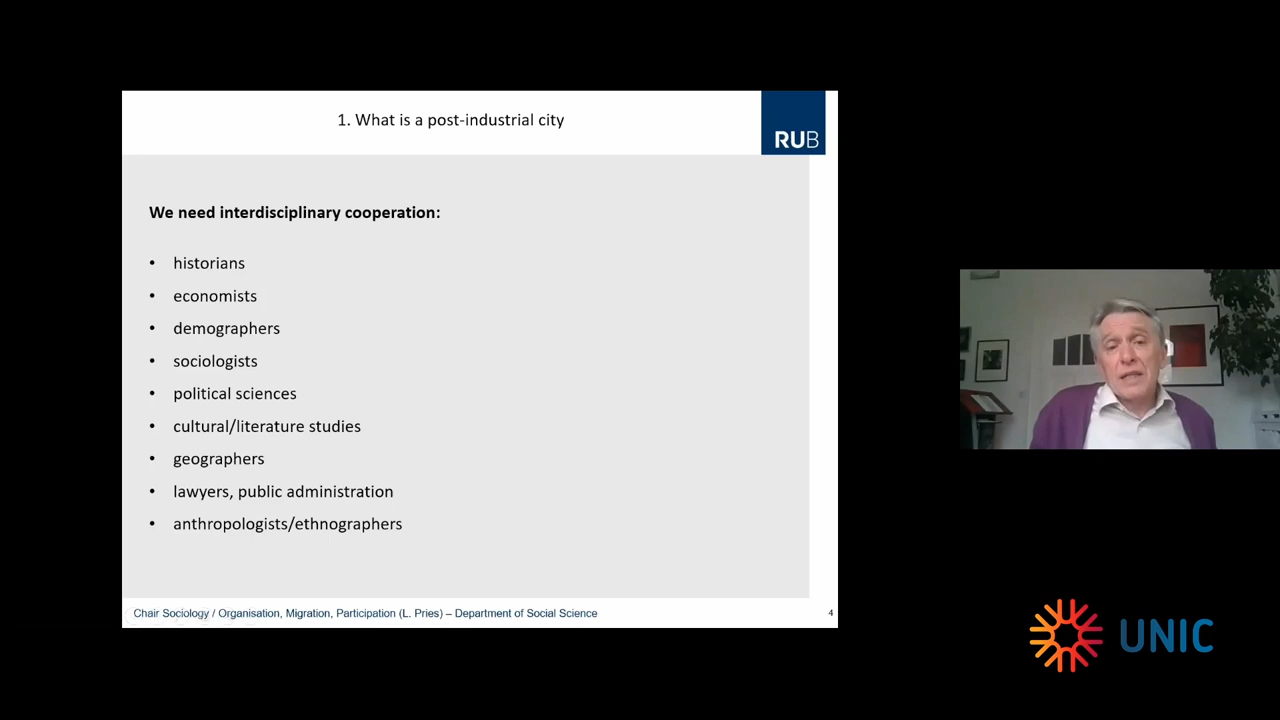 1. What is a post-industrial city
RUB
We need interdisciplinary cooperation:
• historians
• economists
• demographers
• sociologists
• political sciences
• cultural/literature studies
• geographers
• lawyers, public administration
• anthropologists/ethnographers
Chair Sociology / Organisation, Migration, Participation (L. Pries) – Department of Social Science
4
UNIC